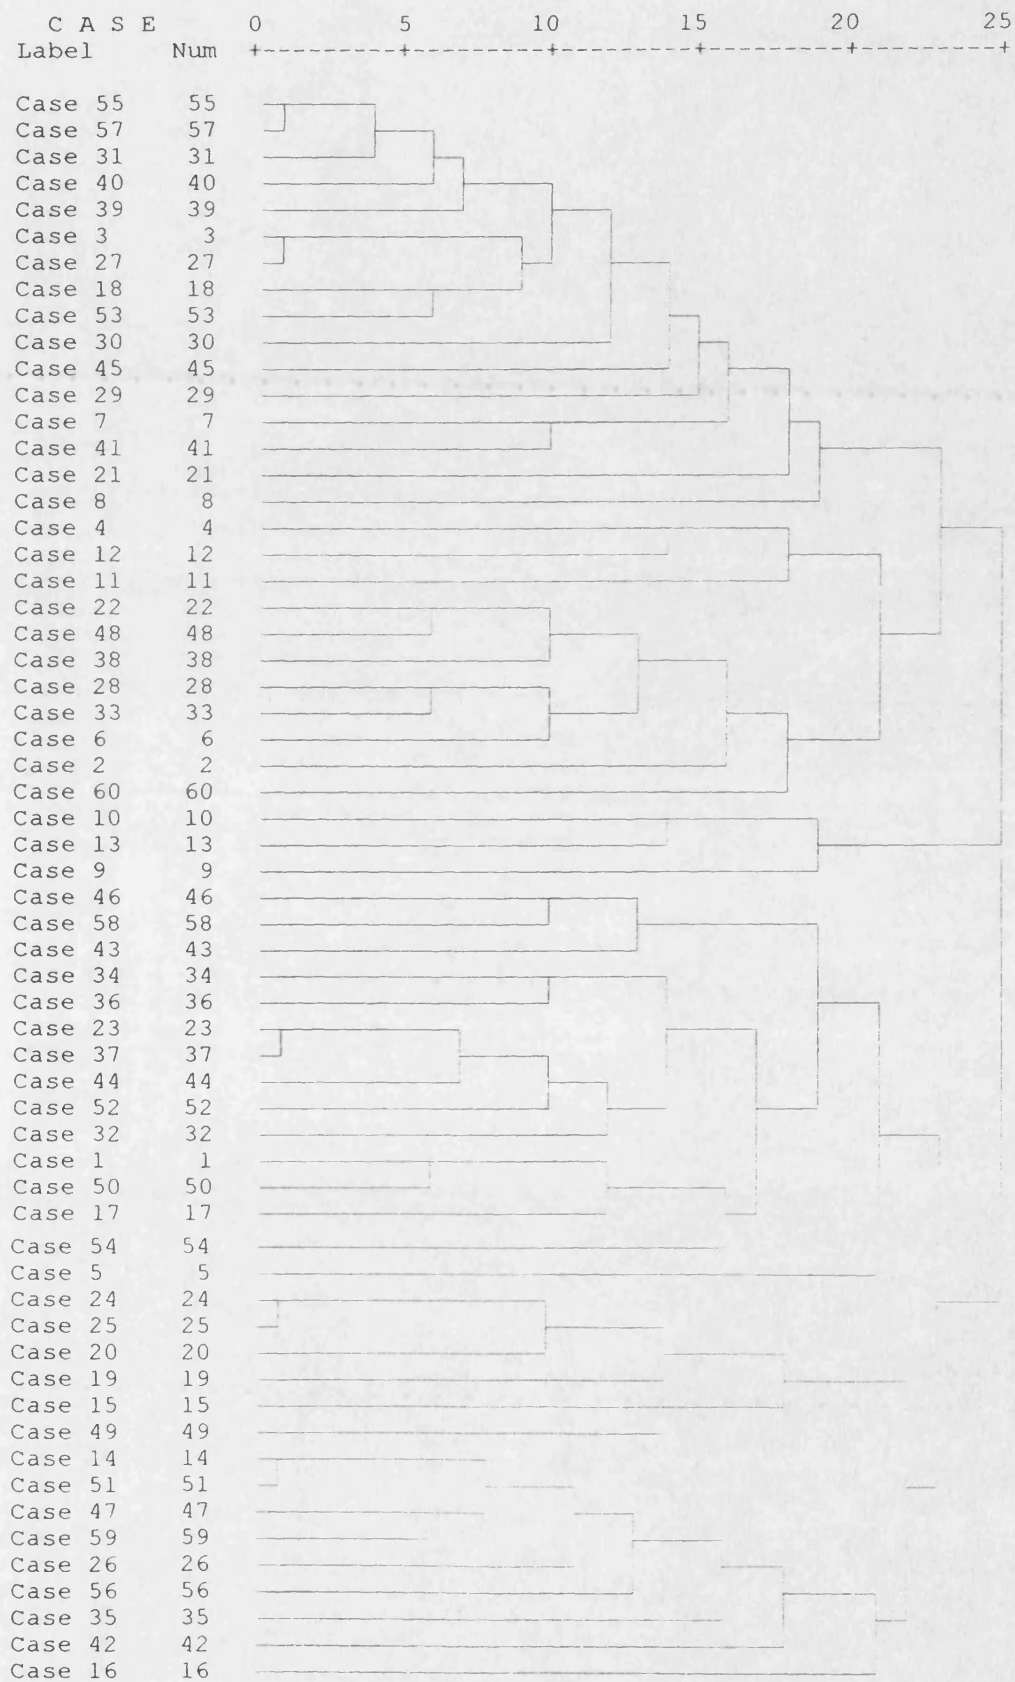 C A S E 0 5 10 15 20 25
Label Num +---------+---------+---------+---------+---------+
Case 55 55
Case 57 57
Case 31 31
Case 40 40
Case 39 39
Case 3 3
Case 27 27
Case 18 18
Case 53 53
Case 30 30
Case 45 45
Case 29 29
Case 7 7
Case 41 41
Case 21 21
Case 8 8
Case 4 4
Case 12 12
Case 11 11
Case 22 22
Case 48 48
Case 38 38
Case 28 28
Case 33 33
Case 6 6
Case 2 2
Case 60 60
Case 10 10
Case 13 13
Case 9 9
Case 46 46
Case 58 58
Case 43 43
Case 34 34
Case 36 36
Case 23 23
Case 37 37
Case 44 44
Case 52 52
Case 32 32
Case 1 1
Case 50 50
Case 17 17
Case 54 54
Case 5 5
Case 24 24
Case 25 25
Case 20 20
Case 19 19
Case 15 15
Case 49 49
Case 14 14
Case 51 51
Case 47 47
Case 59 59
Case 26 26
Case 56 56
Case 35 35
Case 42 42
Case 16 16